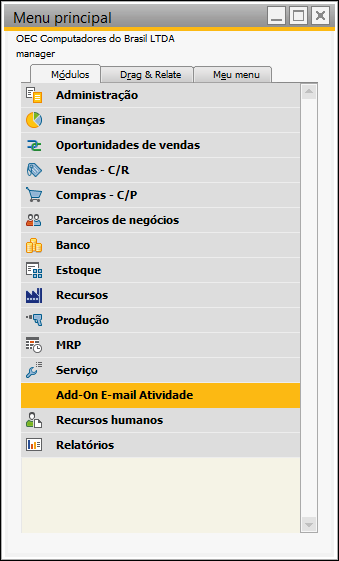 Menu principal
OEC Computadores do Brasil LTDA
manager
Módulos Drag & Relate Meu menu
Administração
Finanças
Oportunidades de vendas
Vendas - C/R
Compras - C/P
Parceiros de negócios
Banco
Estoque
Recursos
Produção
MRP
Serviço
Add-On E-mail Atividade
Recursos humanos
Relatórios